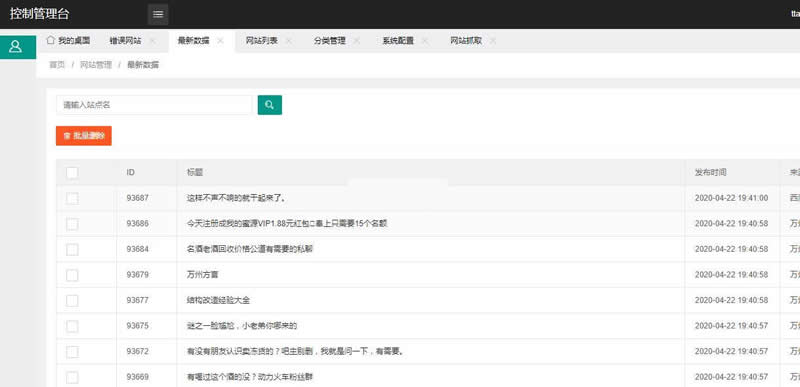 控制管理台 tta
我的桌面 错误网站 最新数据 网站列表 分类管理 系统配置 网站抓取
首页 / 网站管理 / 最新数据
请输入站点名
批量删除
ID 标题 发布时间 来
93687 这样不声不响的就干起来了。 2020-04-22 19:41:00 西
93686 今天注册成我的蜜源VIP1.88元红包奉上只需要15个名额 2020-04-22 19:40:58 万
93684 名酒老酒回收价格公道有需要的私聊 2020-04-22 19:40:58 万
93679 万州方言 2020-04-22 19:40:58 万
93677 结构改造经验大全 2020-04-22 19:40:58 万
93675 谜之一脸尴尬，小老弟你哪来的 2020-04-22 19:40:57 万
93672 有没有朋友认识卖冻货的？吧主别删，我就是问一下，有需要。 2020-04-22 19:40:57 万
93669 有喝过这个酒的没？动力火车粉丝群 2020-04-22 19:40:57 万